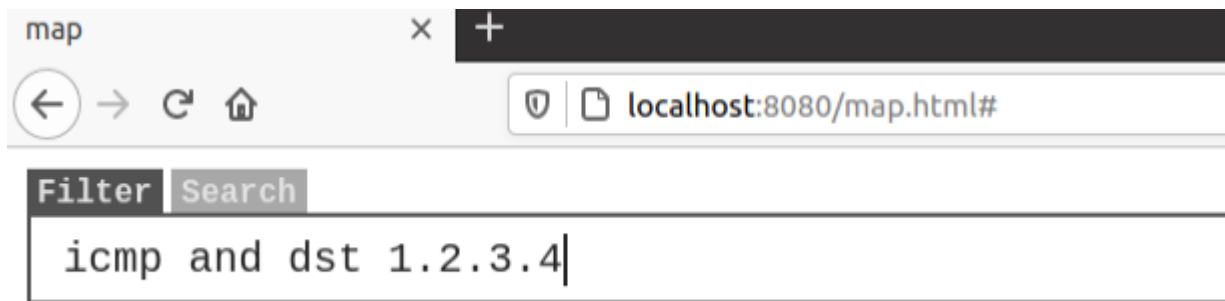 map
localhost:8080/map.html#
Filter Search
icmp and dst 1.2.3.4